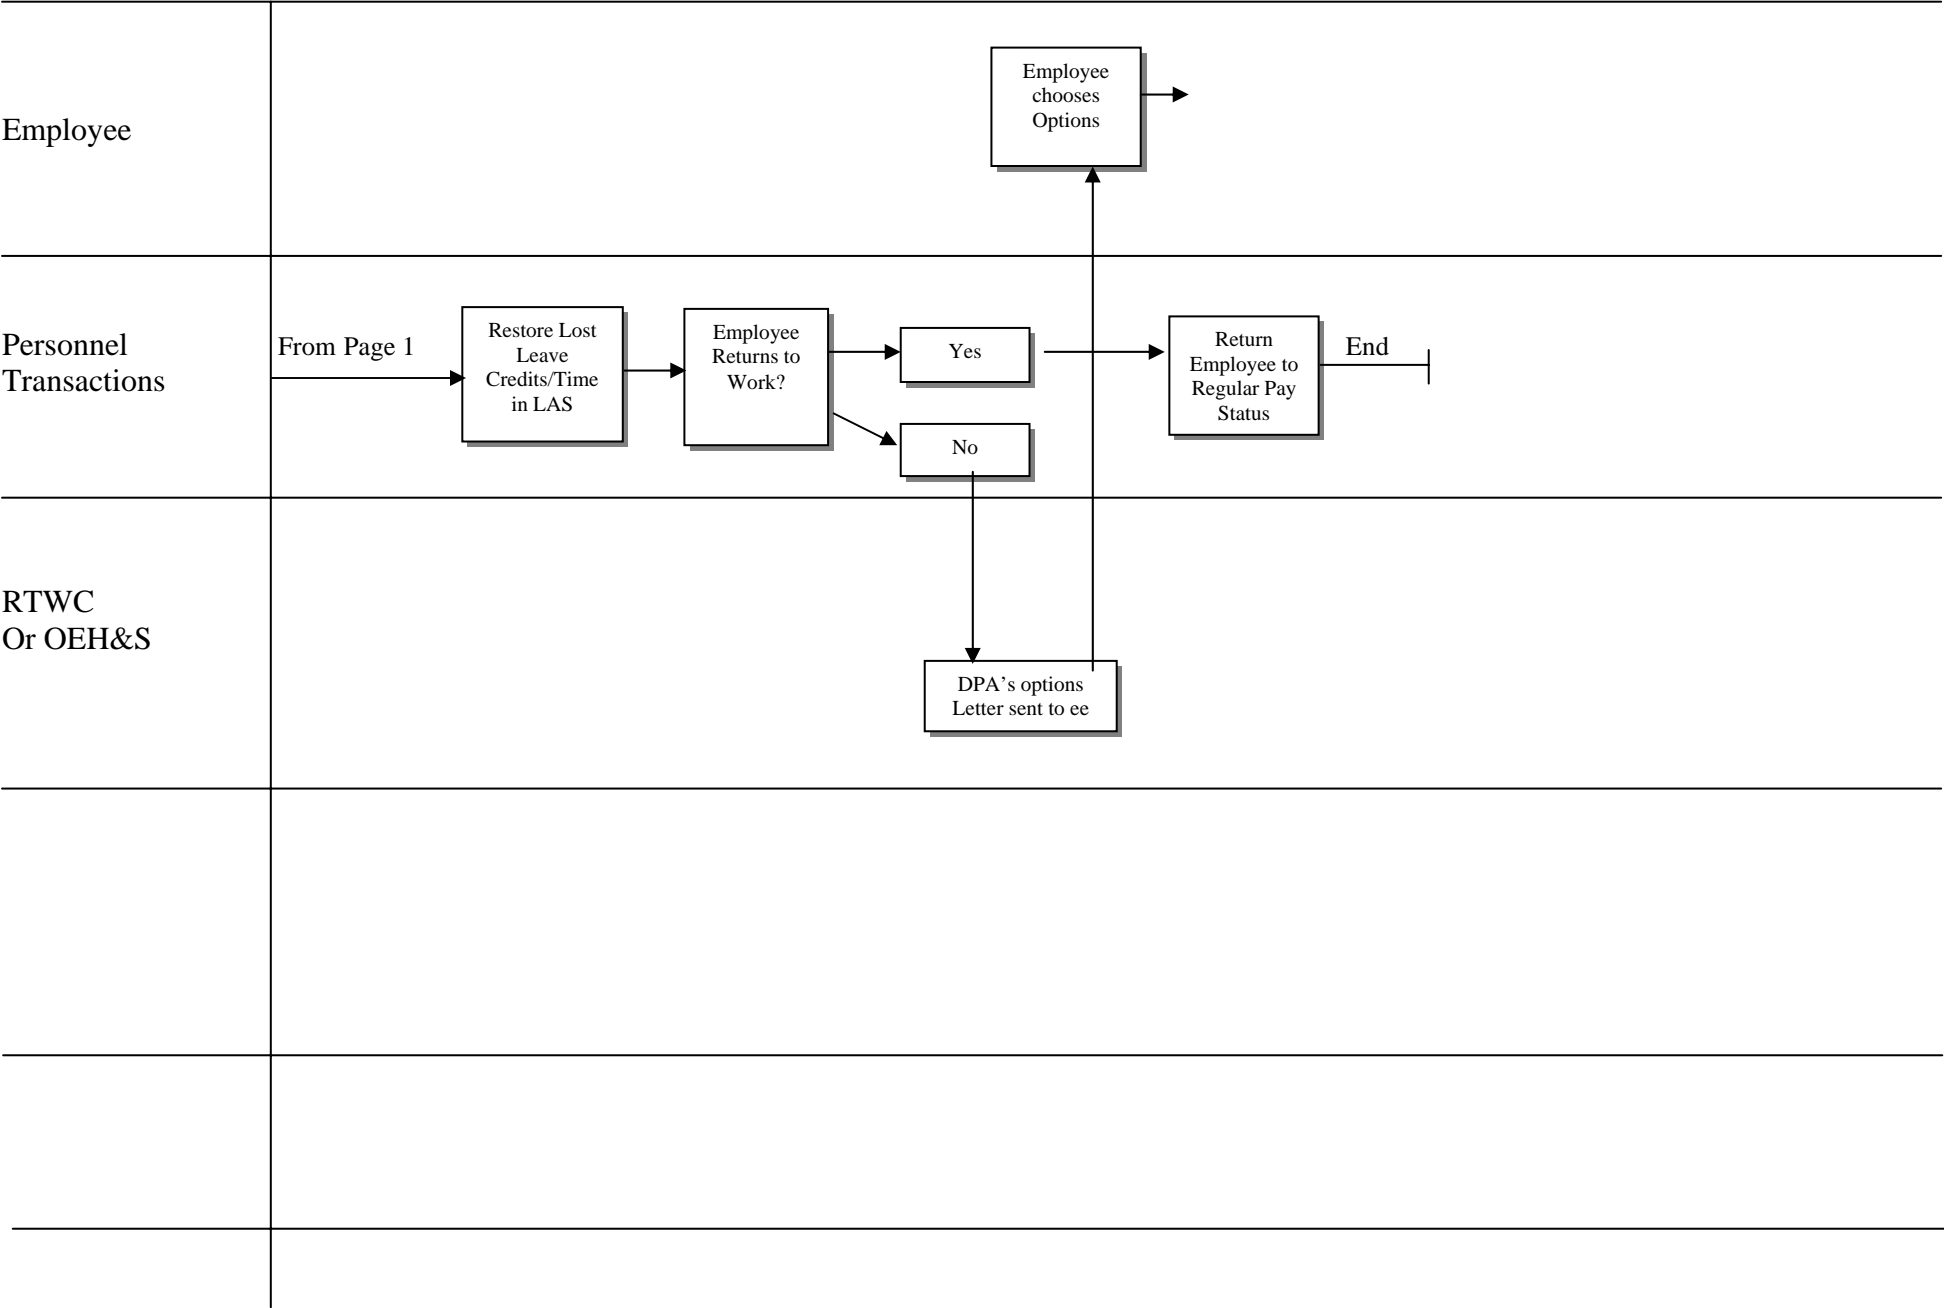 Employee
chooses
Options
Employee
Personnel
Transactions
From Page 1
Restore Lost
Leave
Credits/Time
in LAS
Employee
Returns to
Work?
Yes
No
Return
Employee to
Regular Pay
Status
End
RTWC
Or OEH&S
DPA’s options
Letter sent to ee